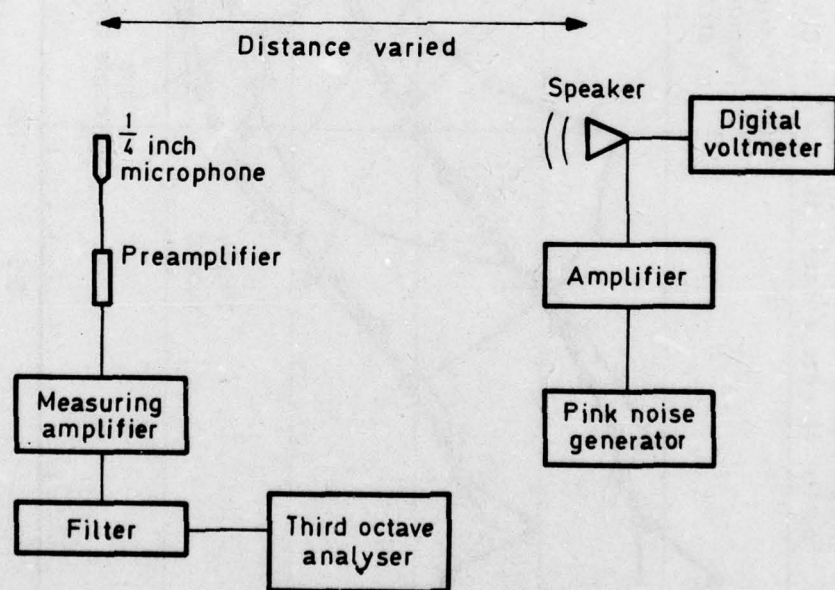 Distance varied
Speaker
Digital
voltmeter
1/4 inch
microphone
Preamplifier
Amplifier
Measuring
amplifier
Pink noise
generator
Filter
Third octave
analyser